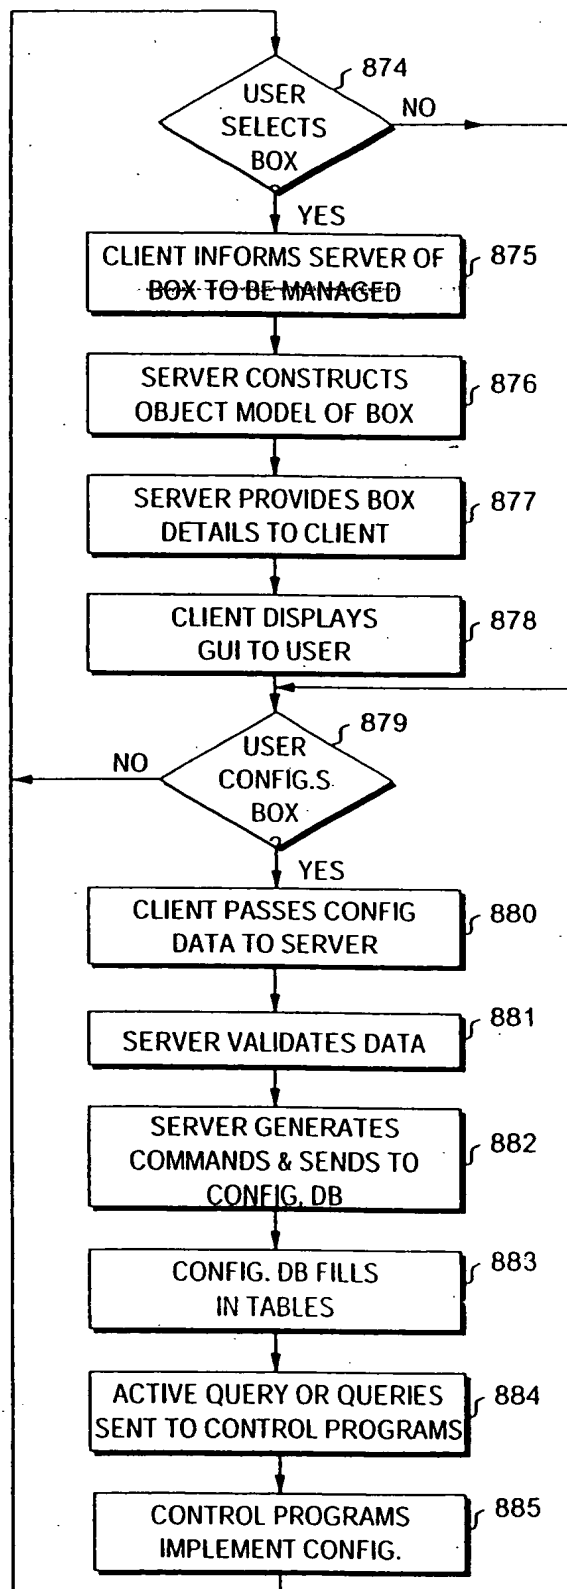 874
USER
SELECTS
BOX
?
NO
YES
CLIENT INFORMS SERVER OF
BOX TO BE MANAGED
875
SERVER CONSTRUCTS
OBJECT MODEL OF BOX
876
SERVER PROVIDES BOX
DETAILS TO CLIENT
877
CLIENT DISPLAYS
GUI TO USER
878
879
USER
CONFIG.S
BOX
?
NO
YES
CLIENT PASSES CONFIG
DATA TO SERVER
880
SERVER VALIDATES DATA
881
SERVER GENERATES
COMMANDS & SENDS TO
CONFIG. DB
882
CONFIG. DB FILLS
IN TABLES
883
ACTIVE QUERY OR QUERIES
SENT TO CONTROL PROGRAMS
884
CONTROL PROGRAMS
IMPLEMENT CONFIG.
885